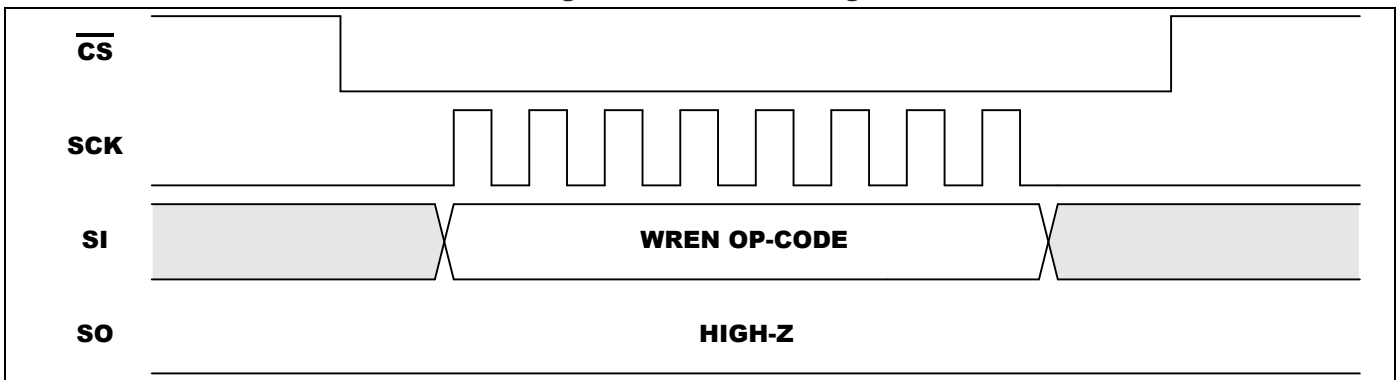 CS
SCK
SI
WREN OP-CODE
SO
HIGH-Z